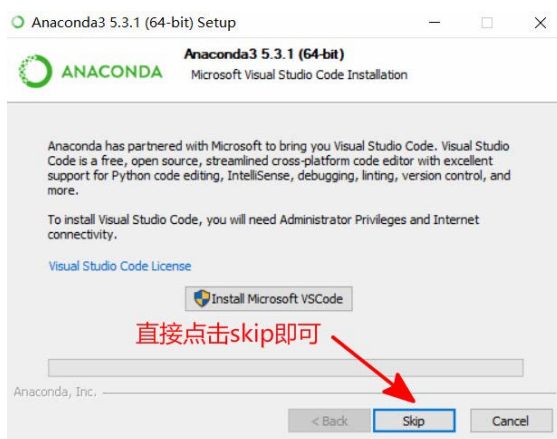 Anaconda3 5.3.1 (64-bit) Setup
ANACONDA
Anaconda3 5.3.1 (64-bit)
Microsoft Visual Studio Code Installation
Anaconda has partnered with Microsoft to bring you Visual Studio Code. Visual Studio
Code is a free, open source, streamlined cross-platform code editor with excellent
support for Python code editing, IntelliSense, debugging, linting, version control, and
more.
To install Visual Studio Code, you will need Administrator Privileges and Internet
connectivity.
Visual Studio Code License
Install Microsoft VSCode
直接点击skip即可
Anaconda, Inc.
< Back
Skip
Cancel